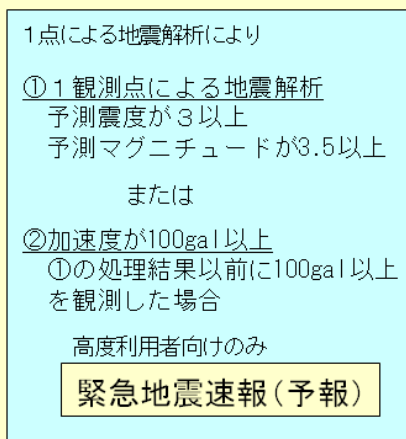 1点による地震解析により
①１観測点による地震解析
予測震度が３以上
予測マグニチュードが3.5以上
または
②加速度が100gal以上
①の処理結果以前に100gal以上
を観測した場合
高度利用者向けのみ
緊急地震速報(予報)